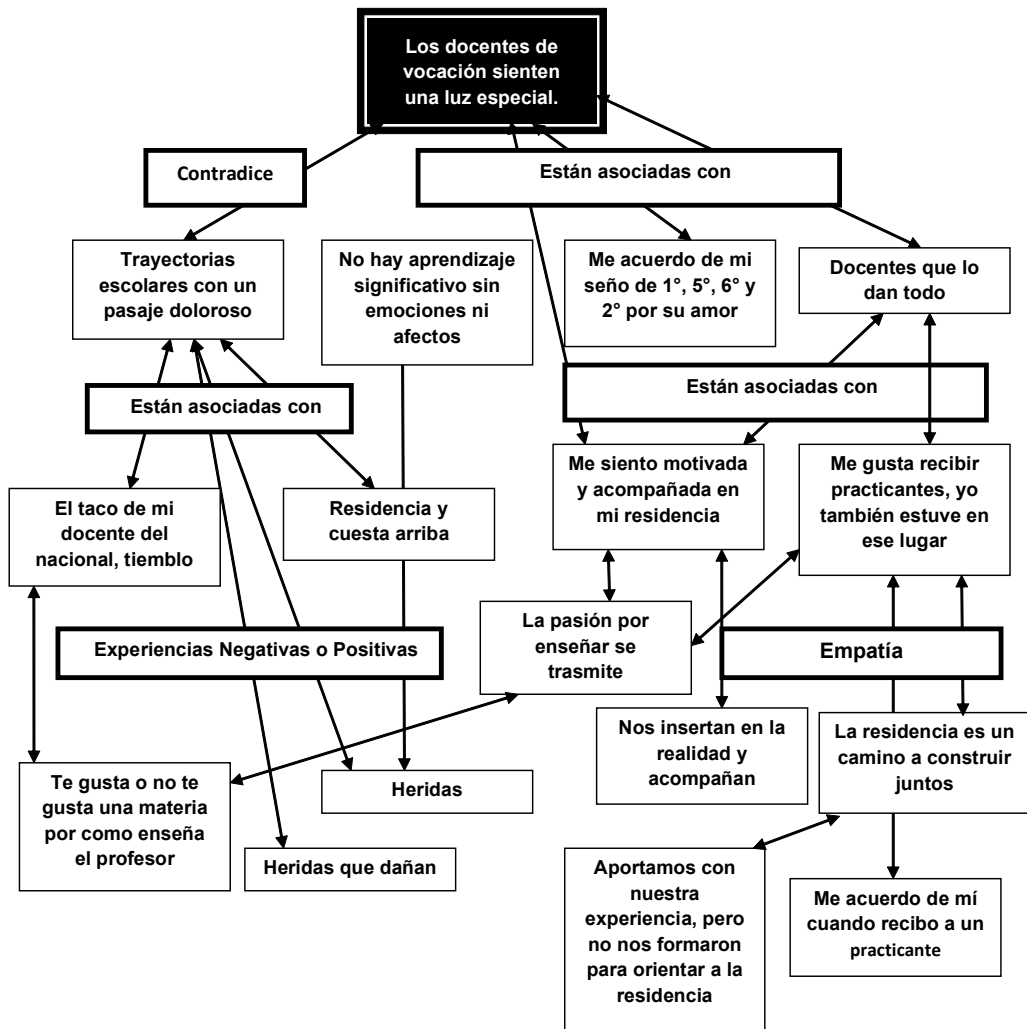 Los docentes de
vocación sienten
una luz especial.
Contradice
Están asociadas con
Trayectorias
escolares con un
pasaje doloroso
No hay aprendizaje
significativo sin
emociones ni
afectos
Me acuerdo de mi
seño de 1°, 5°, 6° y
2° por su amor
Docentes que lo
dan todo
Están asociadas con
Están asociadas con
El taco de mi
docente del
nacional, tiemblo
Residencia y
cuesta arriba
Me siento motivada
y acompañada en
mi residencia
Me gusta recibir
practicantes, yo
también estuve en
ese lugar
Experiencias Negativas o Positivas
La pasión por
enseñar se
trasmite
Empatía
Te gusta o no te
gusta una materia
por como enseña
el profesor
Heridas
Nos insertan en la
realidad y
acompañan
La residencia es un
camino a construir
juntos
Heridas que dañan
Aportamos con
nuestra
experiencia, pero
no nos formaron
para orientar a la
residencia
Me acuerdo de mí
cuando recibo a un
practicante